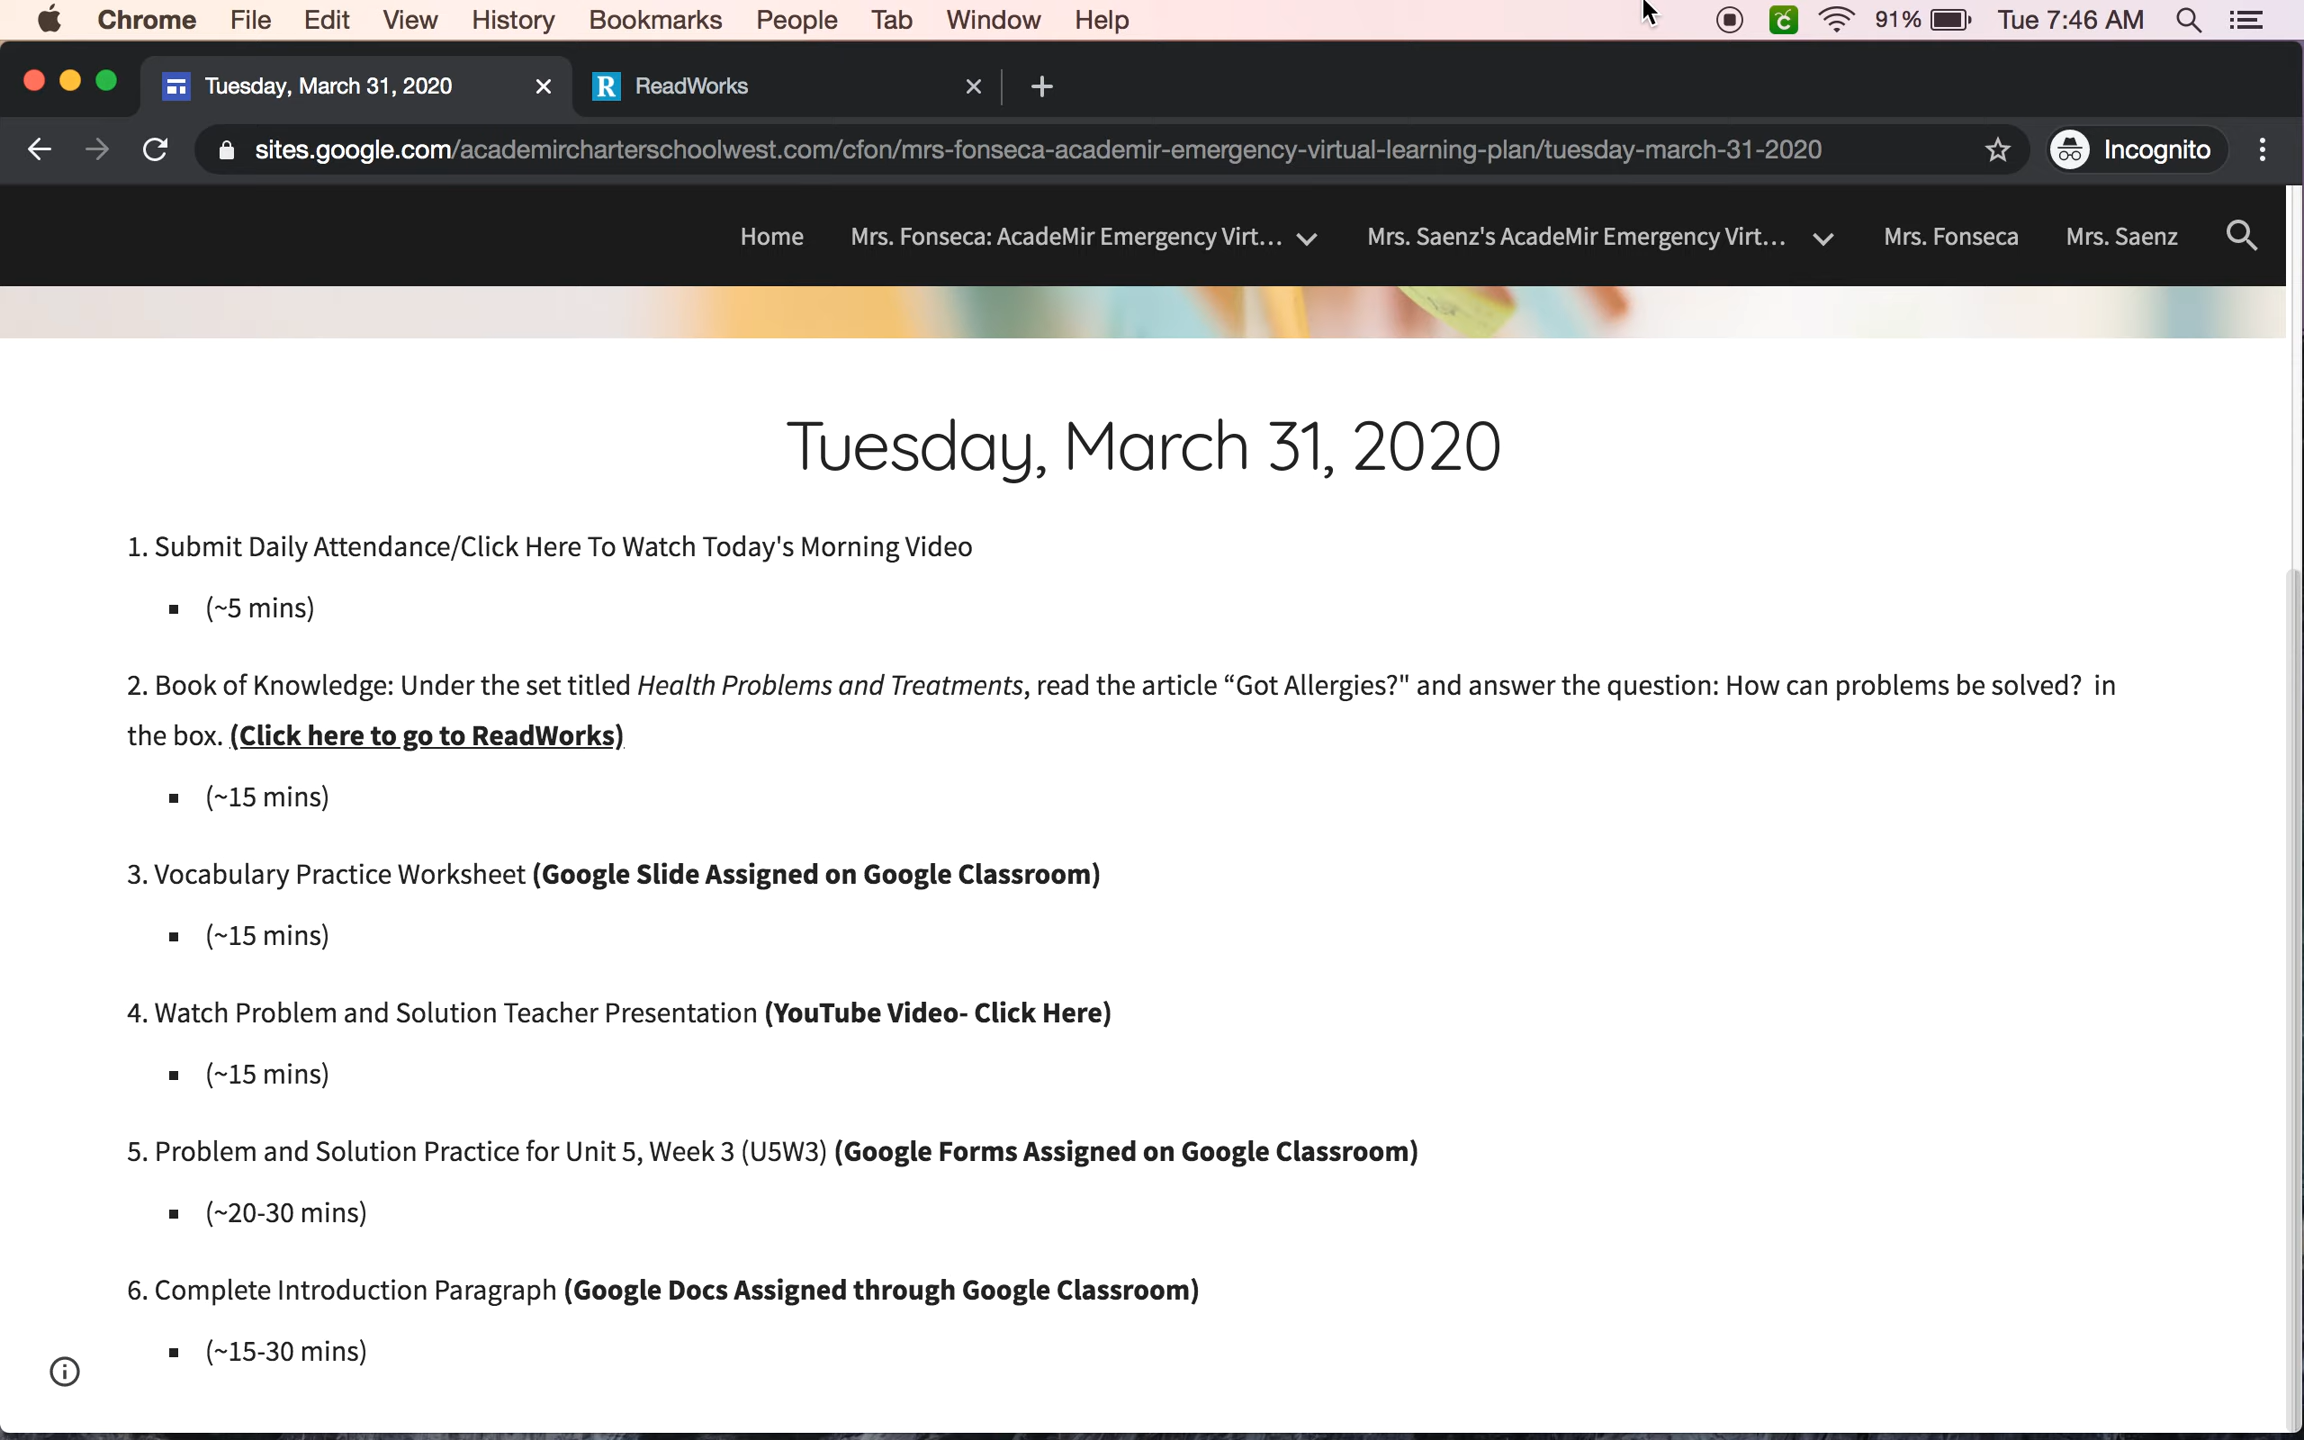 Chrome File Edit View History Bookmarks People Tab Window Help 91% Tue 7:46 AM
Tuesday, March 31, 2020 R ReadWorks
sites.google.com/academircharterschoolwest.com/cfon/mrs-fonseca-academir-emergency-virtual-learning-plan/tuesday-march-31-2020 Incognito
Home Mrs. Fonseca: AcadeMir Emergency Virt... Mrs. Saenz's AcadeMir Emergency Virt... Mrs. Fonseca Mrs. Saenz
Tuesday, March 31, 2020
1. Submit Daily Attendance/Click Here To Watch Today's Morning Video
▪ (~5 mins)
2. Book of Knowledge: Under the set titled Health Problems and Treatments, read the article “Got Allergies?" and answer the question: How can problems be solved?  in
the box. (Click here to go to ReadWorks)
▪ (~15 mins)
3. Vocabulary Practice Worksheet (Google Slide Assigned on Google Classroom)
▪ (~15 mins)
4. Watch Problem and Solution Teacher Presentation (YouTube Video- Click Here)
▪ (~15 mins)
5. Problem and Solution Practice for Unit 5, Week 3 (U5W3) (Google Forms Assigned on Google Classroom)
▪ (~20-30 mins)
6. Complete Introduction Paragraph (Google Docs Assigned through Google Classroom)
▪ (~15-30 mins)